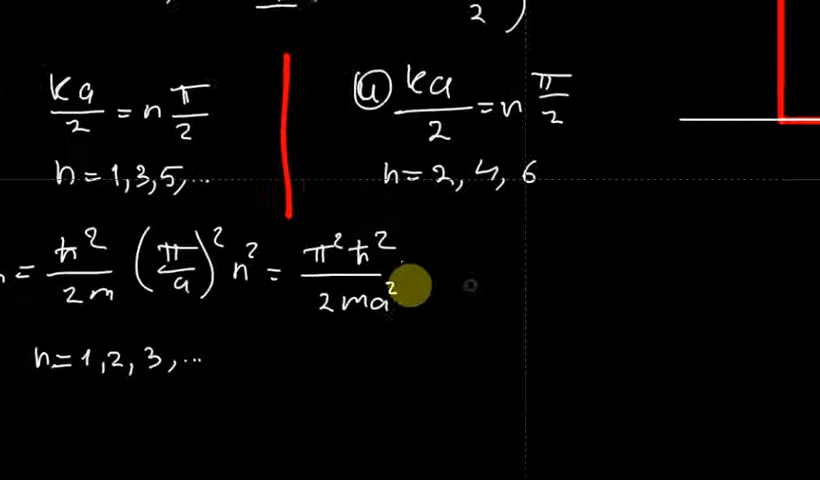 2 )
ka/2 = n π/2
n = 1, 3, 5, ...
ka/2 = n π/2
n = 2, 4, 6
= ħ²/2m (π/a)² n² = π²ħ²/2ma²
n = 1, 2, 3, ...